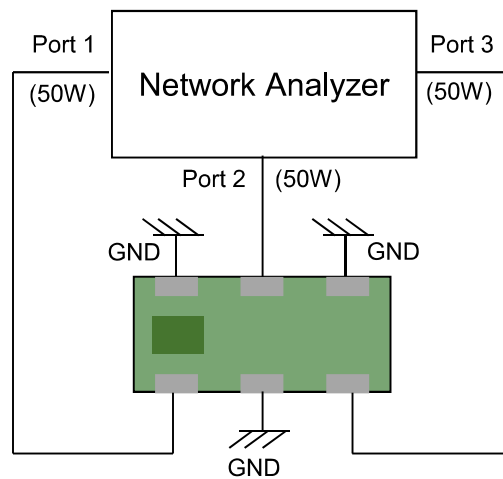 Port 1
Port 3
Network Analyzer
(50W)
(50W)
Port 2 (50W)
GND
GND
GND